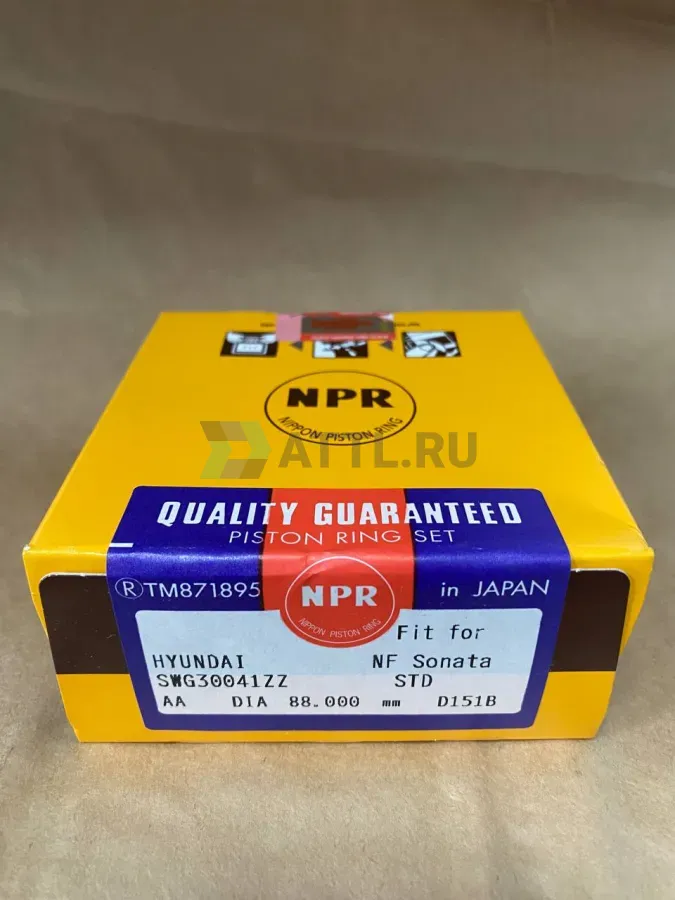 NPR
NIPPON PISTON RING
ATTL.RU
QUALITY GUARANTEED
PISTON RING SET
®TM871895
NPR
NIPPON PISTON RING
in JAPAN
Fit for
HYUNDAI NF Sonata
SWG30041ZZ STD
AA DIA 88.000 mm D151B